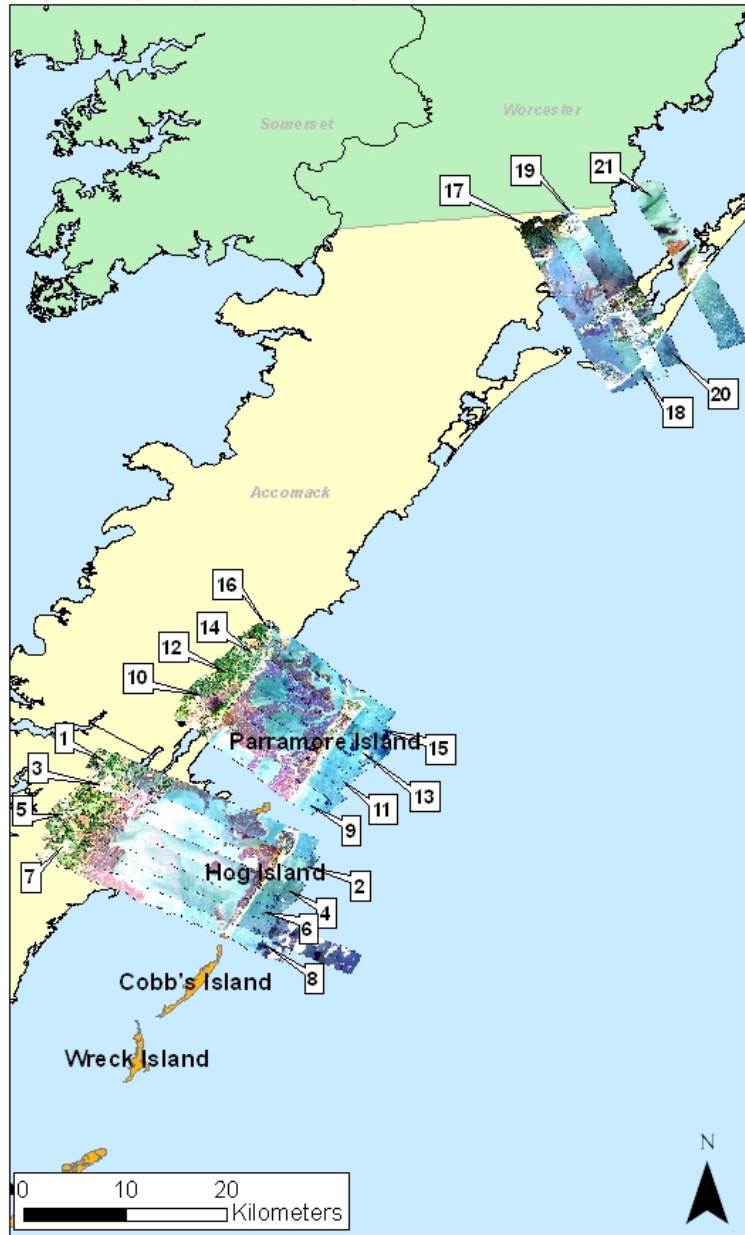 Somerset
Worcester
19
21
17
20
18
Accomack
16
14
12
10
1
Parramore Island
15
3
13
11
5
9
7
Hog Island
2
4
6
8
Cobb's Island
Wreck Island
N
0 10 20
Kilometers